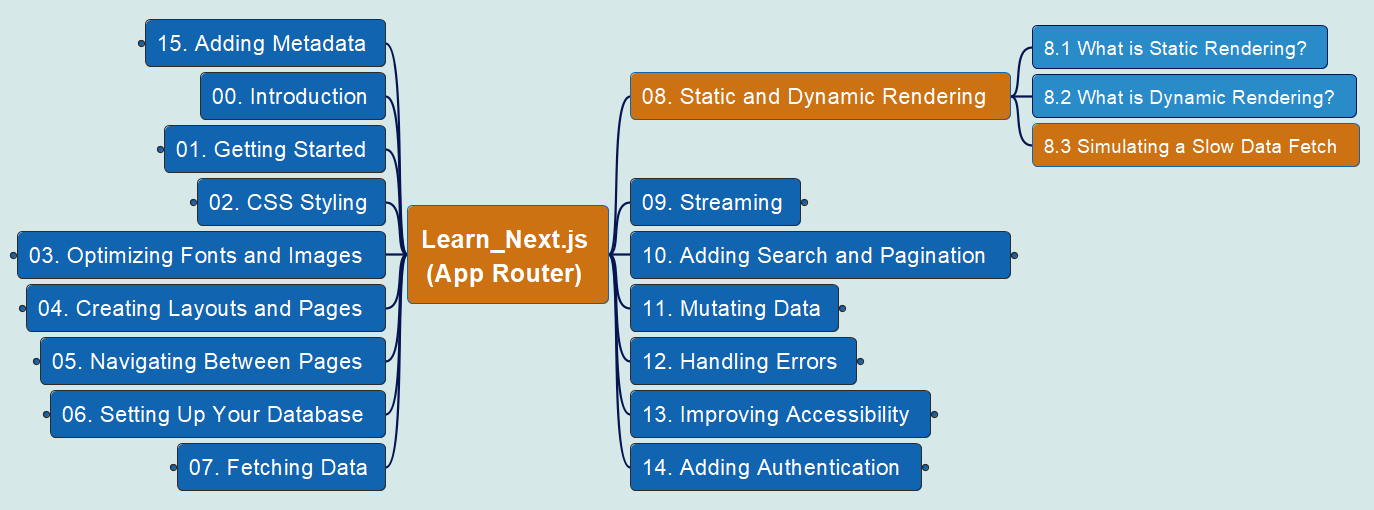 Learn_Next.js
(App Router)
15. Adding Metadata
00. Introduction
01. Getting Started
02. CSS Styling
03. Optimizing Fonts and Images
04. Creating Layouts and Pages
05. Navigating Between Pages
06. Setting Up Your Database
07. Fetching Data
08. Static and Dynamic Rendering
8.1 What is Static Rendering?
8.2 What is Dynamic Rendering?
8.3 Simulating a Slow Data Fetch
09. Streaming
10. Adding Search and Pagination
11. Mutating Data
12. Handling Errors
13. Improving Accessibility
14. Adding Authentication